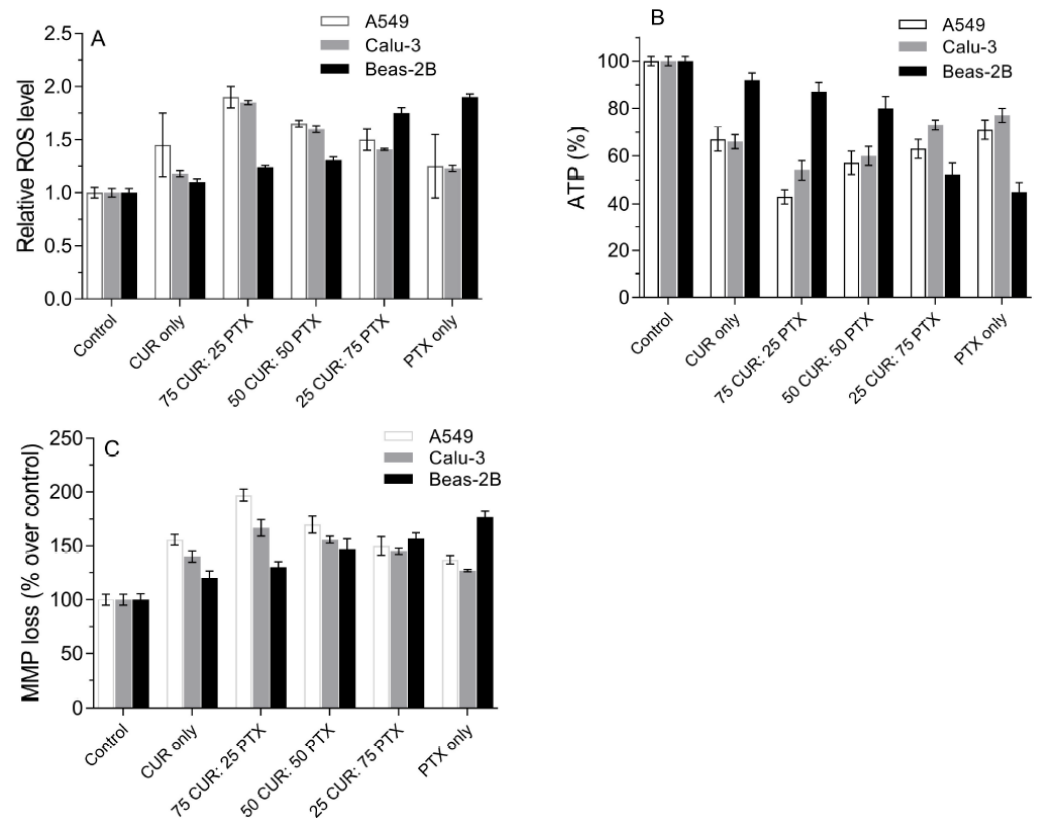 A
A549
Calu-3
Beas-2B
Relative ROS level
2.5
2.0
1.5
1.0
0.5
0.0
Control
CUR only
75 CUR: 25 PTX
50 CUR: 50 PTX
25 CUR: 75 PTX
PTX only
B
A549
Calu-3
Beas-2B
ATP (%)
100
80
60
40
20
0
Control
CUR only
75 CUR: 25 PTX
50 CUR: 50 PTX
25 CUR: 75 PTX
PTX only
C
A549
Calu-3
Beas-2B
MMP loss (% over control)
250
200
150
100
50
0
Control
CUR only
75 CUR: 25 PTX
50 CUR: 50 PTX
25 CUR: 75 PTX
PTX only